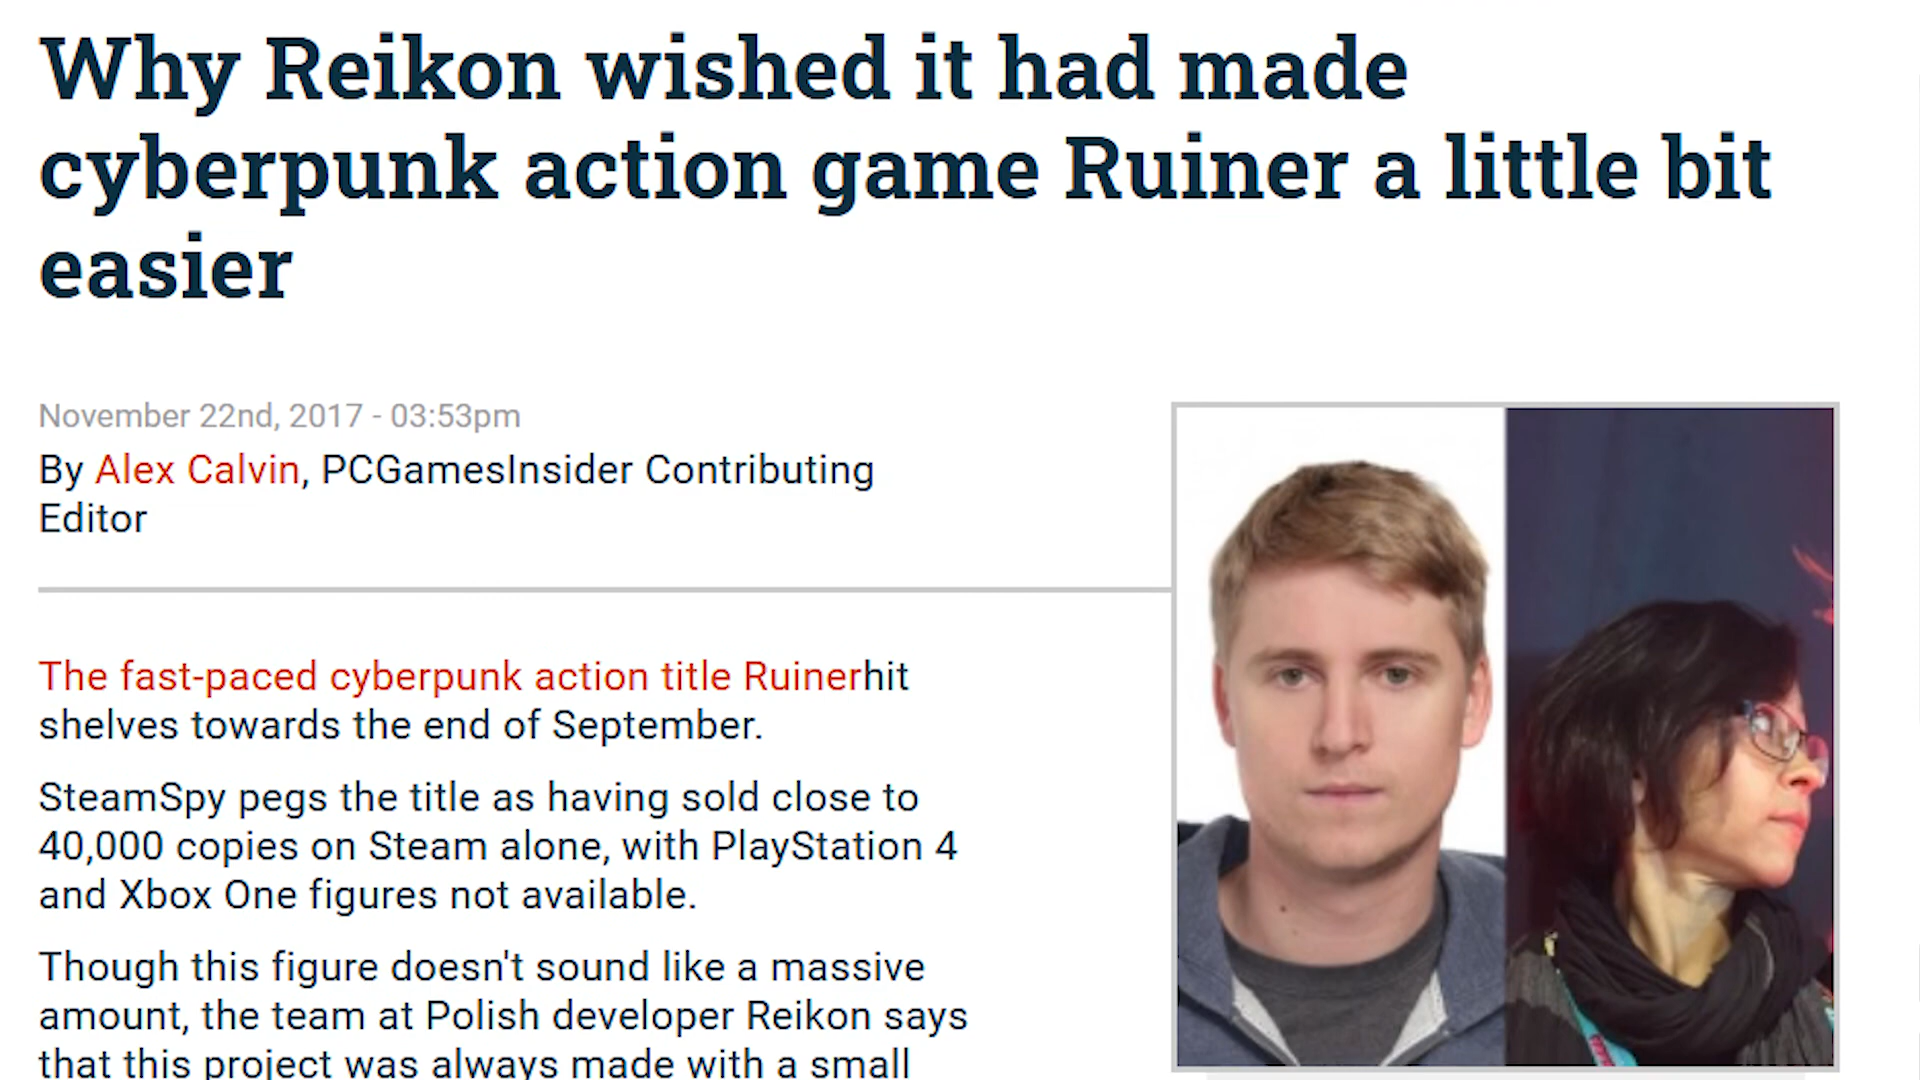 Why Reikon wished it had made
cyberpunk action game Ruiner a little bit
easier
November 22nd, 2017 - 03:53pm
By Alex Calvin, PCGamesInsider Contributing
Editor
The fast-paced cyberpunk action title Ruinerhit
shelves towards the end of September.
SteamSpy pegs the title as having sold close to
40,000 copies on Steam alone, with PlayStation 4
and Xbox One figures not available.
Though this figure doesn't sound like a massive
amount, the team at Polish developer Reikon says
that this project was always made with a small